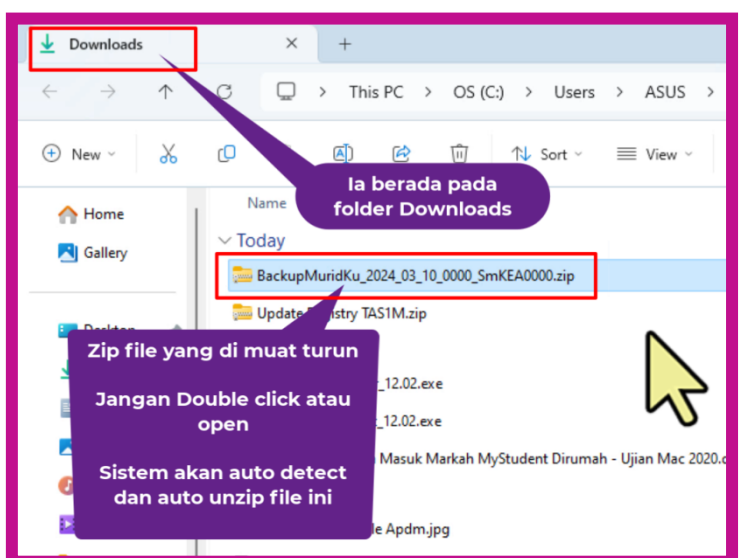 Downloads
This PC > OS (C:) > Users > ASUS >
New
Sort
View
Ia berada pada
folder Downloads
Home
Gallery
Name
Today
BackupMuridKu_2024_03_10_0000_SmKEA0000.zip
Update
istry TAS1M.zip
Zip file yang di muat turun
Jangan Double click atau
open
Sistem akan auto detect
dan auto unzip file ini
_12.02.exe
_12.02.exe
Masuk Markah MyStudent Dirumah - Ujian Mac 2020.
le Apdm.jpg